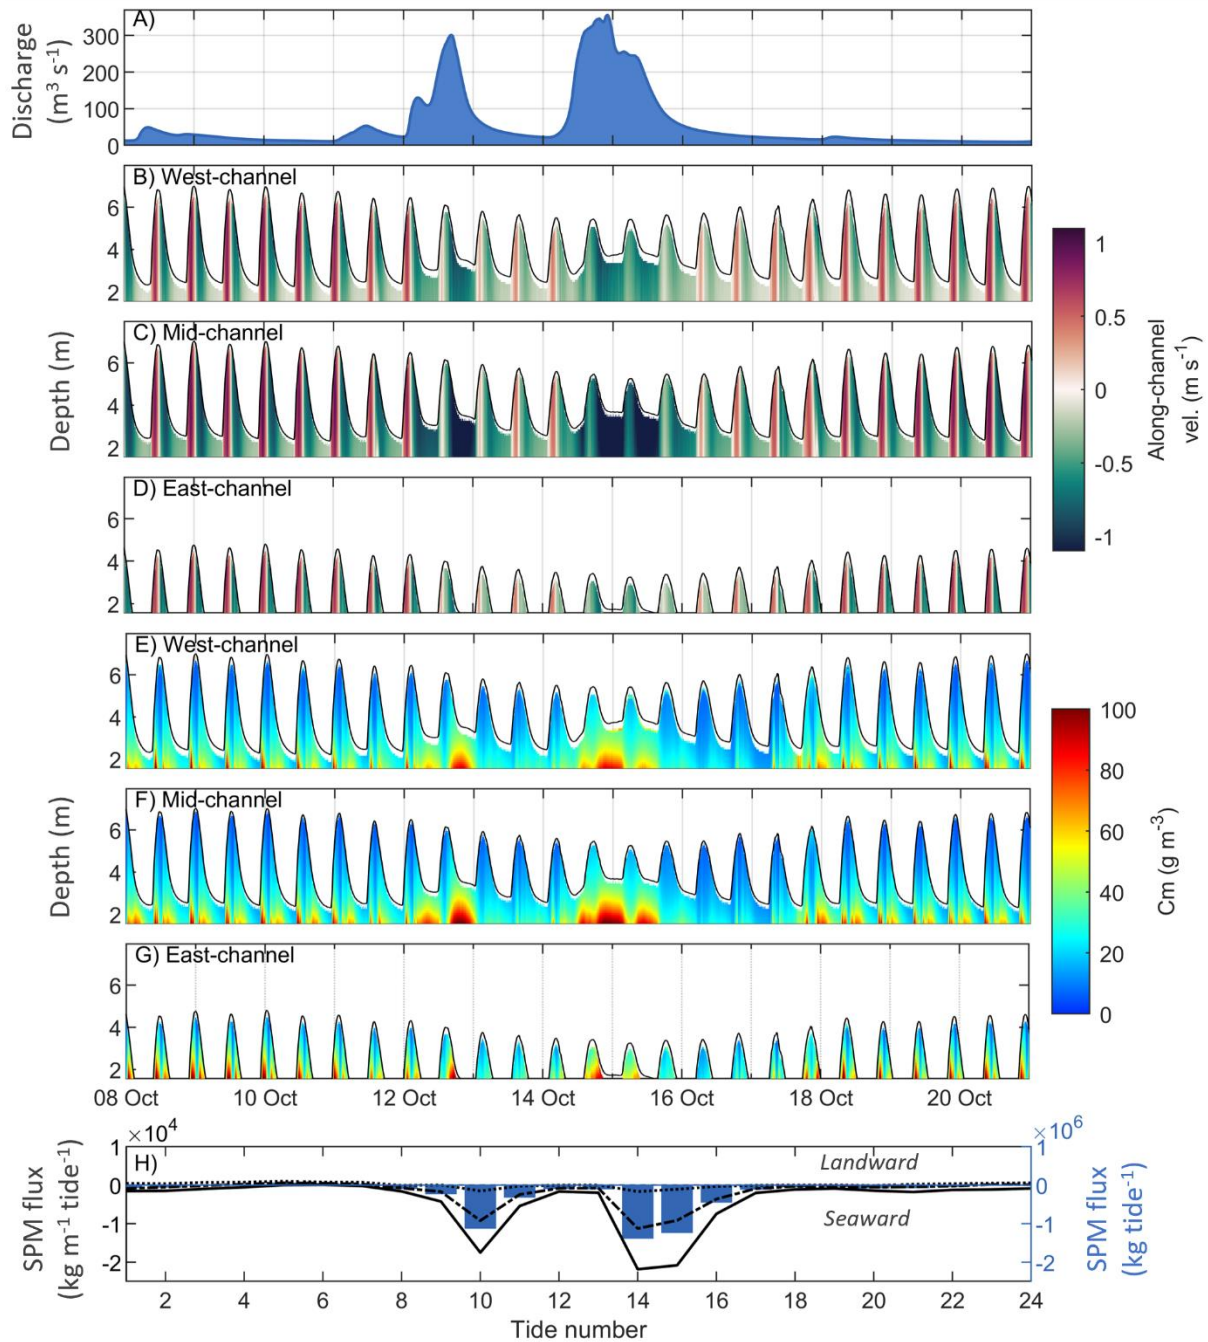 A)
300
200
100
0
Discharge
(m³ s⁻¹)
B) West-channel
6
4
2
C) Mid-channel
6
4
2
D) East-channel
6
4
2
Depth (m)
1
0.5
0
-0.5
-1
Along-channel
vel. (m s⁻¹)
E) West-channel
6
4
2
F) Mid-channel
6
4
2
G) East-channel
6
4
2
Depth (m)
100
80
60
40
20
0
Cm (g m⁻³)
08 Oct 10 Oct 12 Oct 14 Oct 16 Oct 18 Oct 20 Oct
×10⁴
×10⁶
H)
1
0
-1
-2
SPM flux
(kg m⁻¹ tide⁻¹)
Landward
Seaward
1
0
-1
-2
SPM flux
(kg tide⁻¹)
2 4 6 8 10 12 14 16 18 20 22 24
Tide number